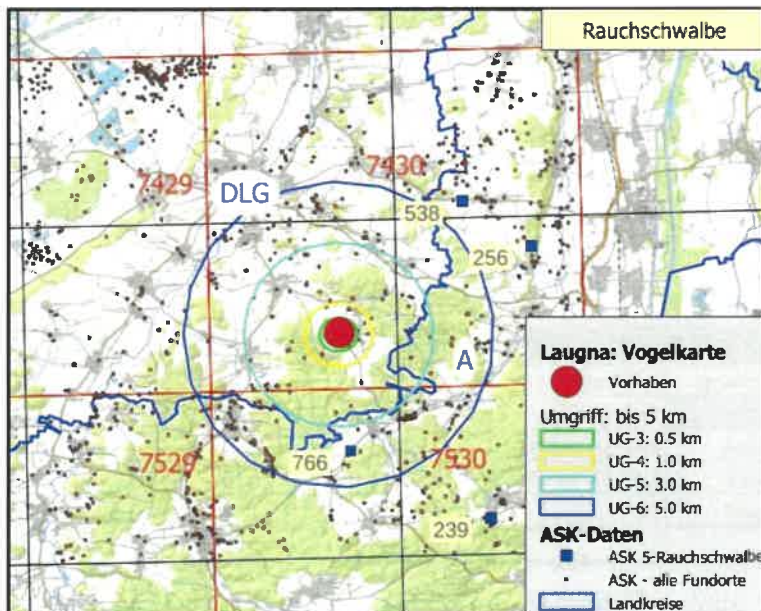 Rauchschwalbe
7429
7430
DLG
538
256
A
766
7529
7530
239
Laugna: Vogelkarte
Vorhaben
Umgriff: bis 5 km
UG-3: 0.5 km
UG-4: 1.0 km
UG-5: 3.0 km
UG-6: 5.0 km
ASK-Daten
ASK 5-Rauchschwalbe
ASK - alle Fundorte
Landkreise